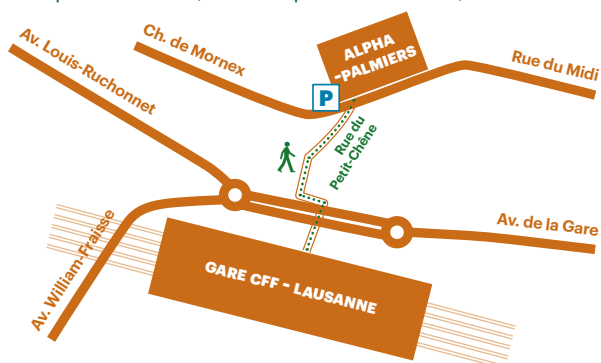 Av. Louis-Ruchonnet
Ch. de Mornex
ALPHA
-PALMIERS
Rue du Midi
P
Rue du
Petit-Chêne
Av. de la Gare
Av. William-Fraisse
GARE CFF - LAUSANNE